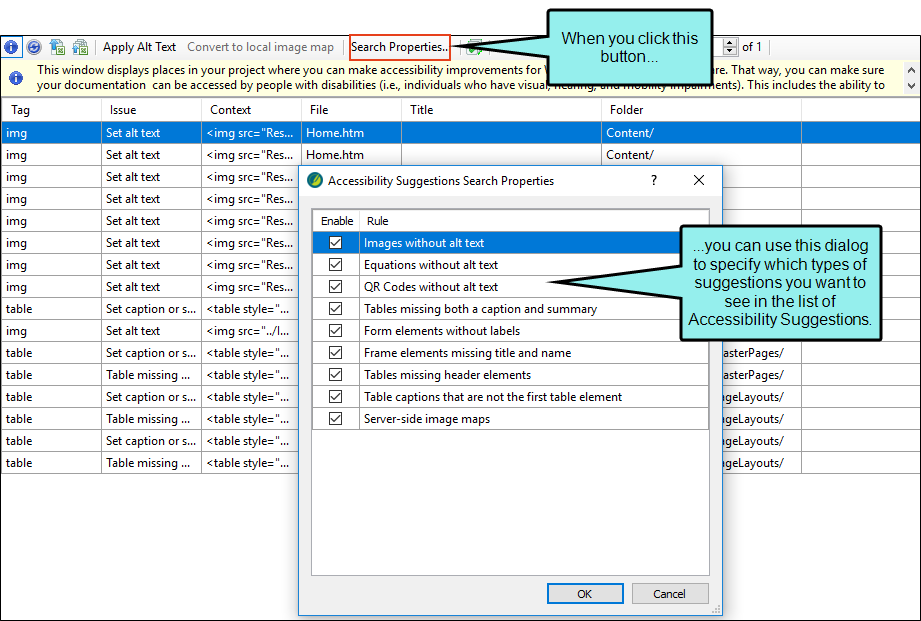 When you click this
button...
Apply Alt Text Convert to local image map Search Properties... of 1
This window displays places in your project where you can make accessibility improvements for W re. That way, you can make sure
your documentation can be accessed by people with disabilities (i.e., individuals who have visual, hearing, and mobility impairments). This includes the ability to
Tag Issue Context File Title Folder
img Set alt text <img src="Res... Home.htm Content/
img Set alt text <img src="Res... Home.htm Content/
img Set alt text <img src="Res...
img Set alt text <img src="Res...
img Set alt text <img src="Res...
img Set alt text <img src="Res...
img Set alt text <img src="Res...
img Set alt text <img src="Res...
table Set caption or s... <table style="...
img Set alt text <img src="../I...
table Set caption or s... <table style="... asterPages/
table Table missing ... <table style="... asterPages/
table Set caption or s... <table style="... ageLayouts/
table Table missing ... <table style="... ageLayouts/
table Set caption or s... <table style="... ageLayouts/
table Table missing ... <table style="... ageLayouts/
Accessibility Suggestions Search Properties ?
Enable Rule
Images without alt text
Equations without alt text
QR Codes without alt text
Tables missing both a caption and summary
Form elements without labels
Frame elements missing title and name
Tables missing header elements
Table captions that are not the first table element
Server-side image maps
OK Cancel
...you can use this dialog
to specify which types of
suggestions you want to
see in the list of
Accessibility Suggestions.